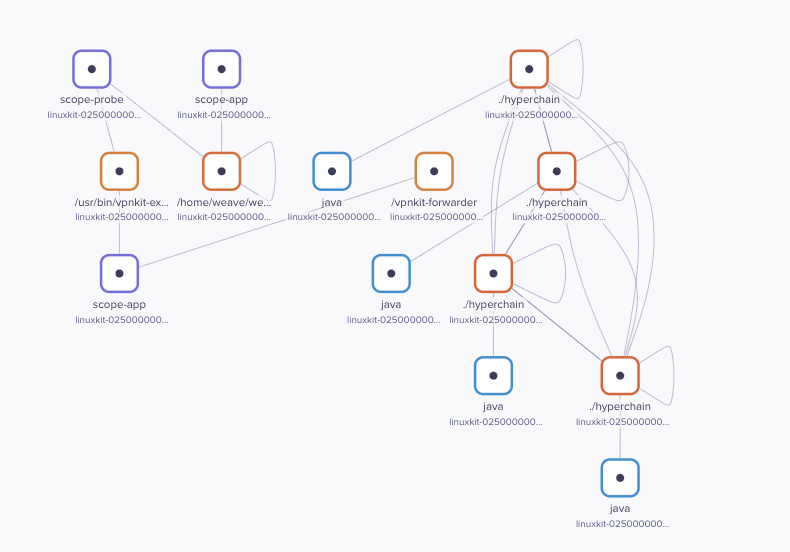 scope-probe
linuxkit-025000000...
scope-app
linuxkit-025000000...
./hyperchain
linuxkit-025000000...
/usr/bin/vpnkit-ex...
linuxkit-025000000...
/home/weave/we...
linuxkit-025000000...
java
linuxkit-025000000...
/vpnkit-forwarder
linuxkit-025000000...
./hyperchain
linuxkit-025000000...
scope-app
linuxkit-025000000...
java
linuxkit-025000000...
./hyperchain
linuxkit-025000000...
java
linuxkit-025000000...
./hyperchain
linuxkit-025000000...
java
linuxkit-025000000...